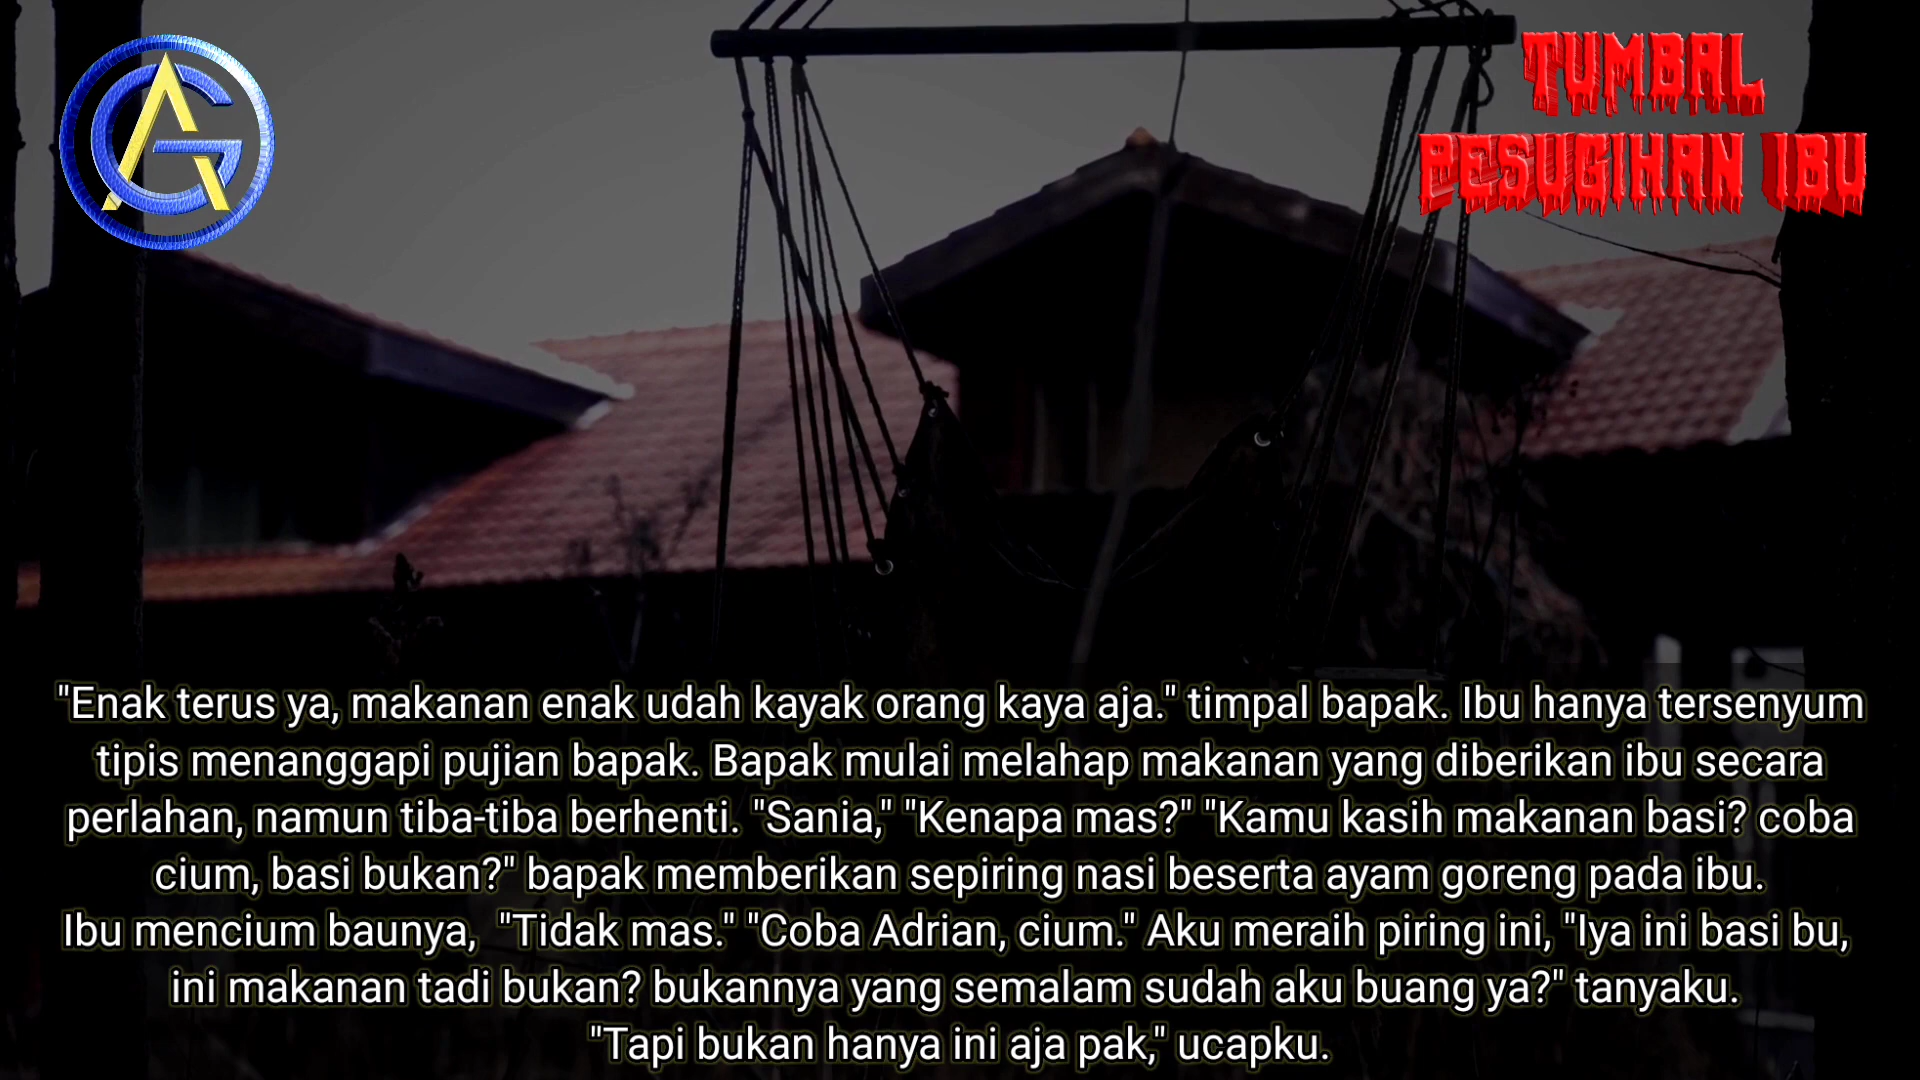 TUMBAL
PESUGIHAN IBU
"Enak terus ya, makanan enak udah kayak orang kaya aja." timpal bapak. Ibu hanya tersenyum
tipis menanggapi pujian bapak. Bapak mulai melahap makanan yang diberikan ibu secara
perlahan, namun tiba-tiba berhenti. "Sania," "Kenapa mas?" "Kamu kasih makanan basi? coba
cium, basi bukan?" bapak memberikan sepiring nasi beserta ayam goreng pada ibu.
Ibu mencium baunya,  "Tidak mas." "Coba Adrian, cium." Aku meraih piring ini, "Iya ini basi bu,
ini makanan tadi bukan? bukannya yang semalam sudah aku buang ya?" tanyaku.
"Tapi bukan hanya ini aja pak," ucapku.